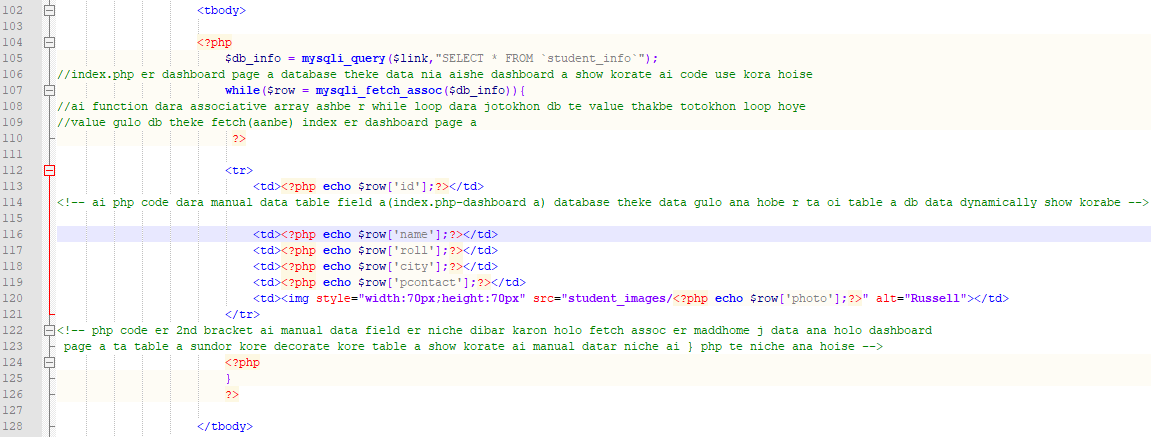 102 <tbody>
103
104 <?php
105 $db_info = mysqli_query($link,"SELECT * FROM `student_info`");
106 //index.php er dashboard page a database theke data nia aishe dashboard a show korate ai code use kora hoise
107 while($row = mysqli_fetch_assoc($db_info)){
108 //ai function dara associative array ashbe r while loop dara jotokhon db te value thakbe totokhon loop hoye
109 //value gulo db theke fetch(aanbe) index er dashboard page a
110 ?>
111
112 <tr>
113 <td><?php echo $row['id'];?></td>
114 <!-- ai php code dara manual data table field a(index.php-dashboard a) database theke data gulo ana hobe r ta oi table a db data dynamically show korabe -->
115
116 <td><?php echo $row['name'];?></td>
117 <td><?php echo $row['roll'];?></td>
118 <td><?php echo $row['city'];?></td>
119 <td><?php echo $row['pcontact'];?></td>
120 <td><img style="width:70px;height:70px" src="student_images/<?php echo $row['photo'];?>" alt="Russell"></td>
121 </tr>
122 <!-- php code er 2nd bracket ai manual data field er niche dibar karon holo fetch assoc er maddhome j data ana holo dashboard
123 page a ta table a sundor kore decorate kore table a show korate ai manual datar niche ai } php te niche ana hoise -->
124 <?php
125 }
126 ?>
127
128 </tbody>